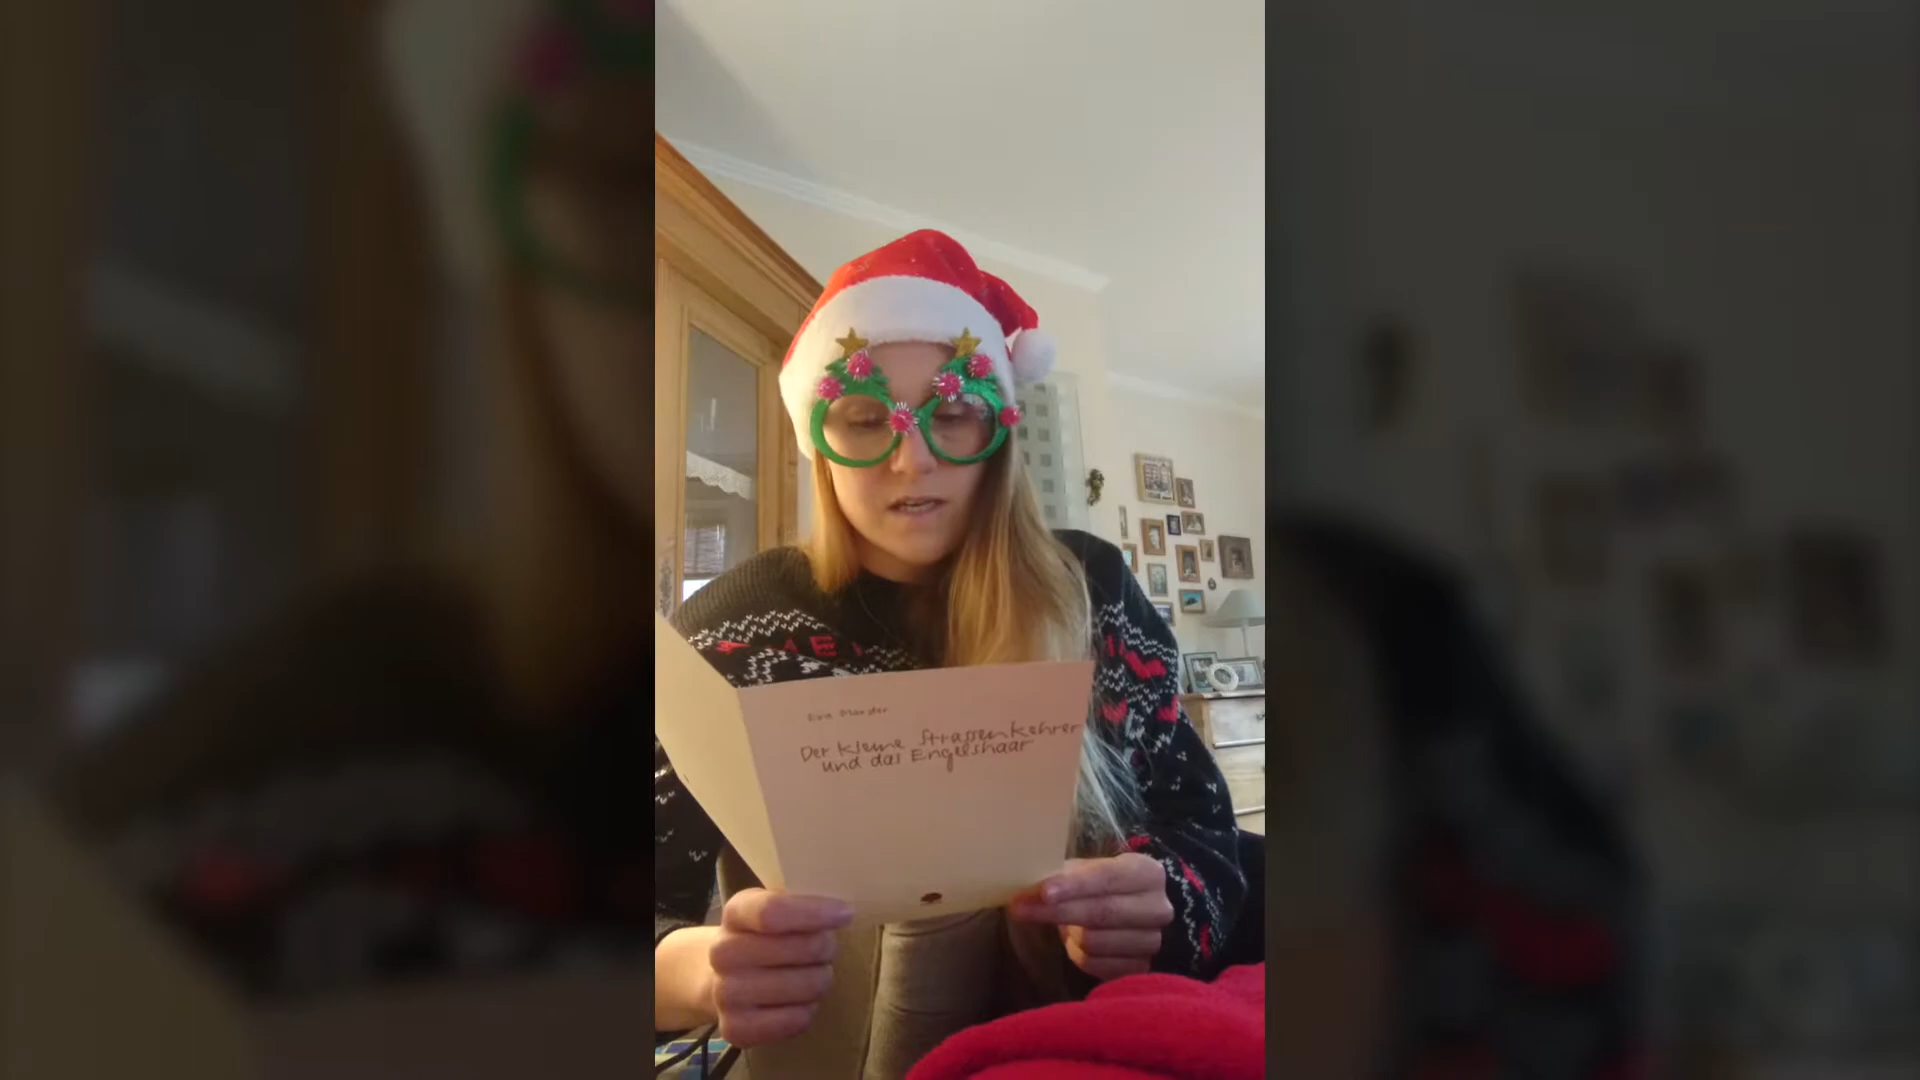 Eva Marder
Der kleine Strassenkehrer
und das Engelshaar